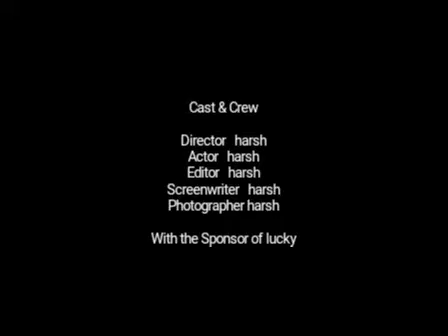 Cast & Crew
Director harsh
Actor harsh
Editor harsh
Screenwriter harsh
Photographer harsh
With the Sponsor of lucky